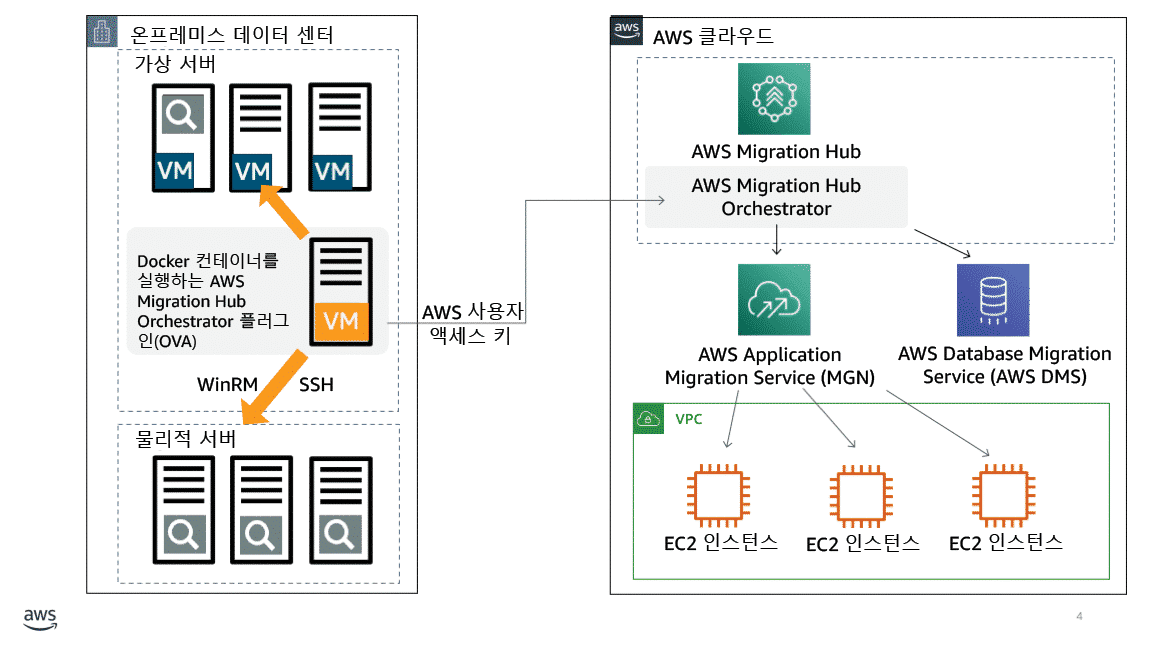 온프레미스 데이터 센터
가상 서버
VM
VM
VM
Docker 컨테이너를
실행하는 AWS
Migration Hub
Orchestrator 플러그
인(OVA)
VM
WinRM
SSH
물리적 서버
AWS 사용자
액세스 키
aws
AWS 클라우드
AWS Migration Hub
AWS Migration Hub
Orchestrator
AWS Application
Migration Service (MGN)
AWS Database Migration
Service (AWS DMS)
VPC
EC2 인스턴스
EC2 인스턴스
EC2 인스턴스
aws
4